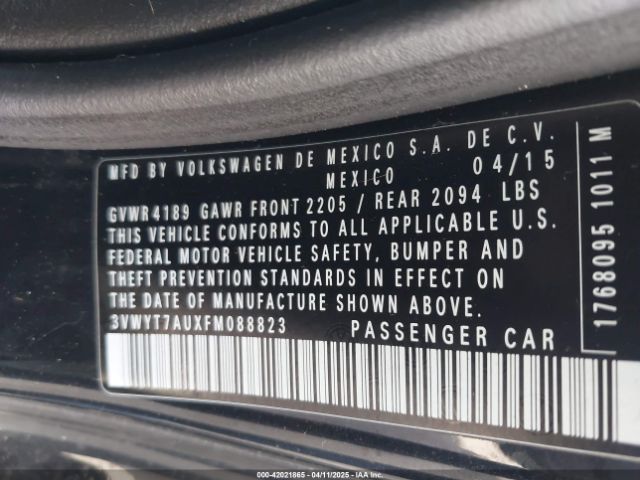 MFD BY VOLKSWAGEN DE MEXICO S.A. DE C.V.
MEXICO 04/15
GVWR4189 GAWR FRONT 2205 / REAR 2094 LBS
THIS VEHICLE CONFORMS TO ALL APPLICABLE U.S.
FEDERAL MOTOR VEHICLE SAFETY, BUMPER AND
THEFT PREVENTION STANDARDS IN EFFECT ON
THE DATE OF MANUFACTURE SHOWN ABOVE.
3VWYT7AUXFM088823 PASSENGER CAR
1768095 1011 M
000-42021865 - 04/11/2025 - IAAI.COM